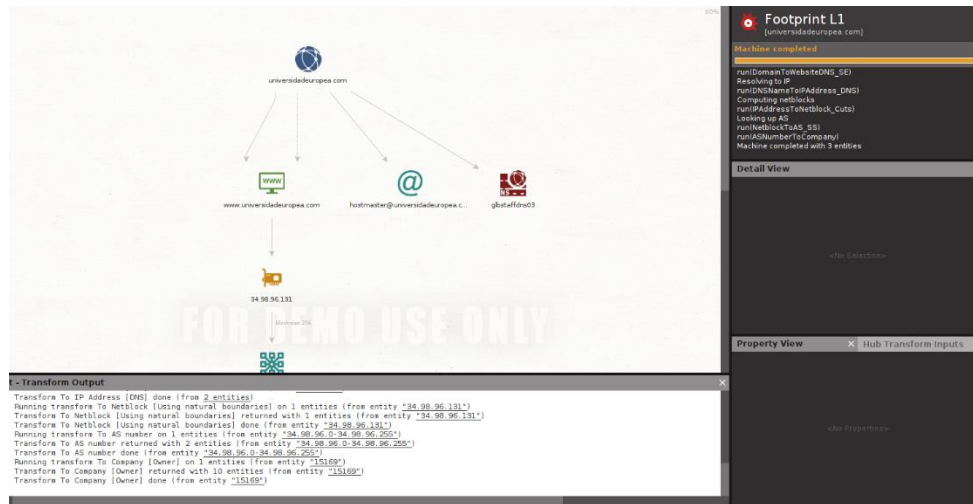 60%
universidadeuropea.com
www
www.universidadeuropea.com
@
hostmaster@universidadeuropea.c...
NS
glbstaffdns03
34.98.96.131
FOR DEMO USE ONLY
t - Transform Output
Transform To IP Address [DNS] done (from 2 entities)
Running transform To Netblock [Using natural boundaries] on 1 entities (from entity "34.98.96.131")
Transform To Netblock [Using natural boundaries] returned with 1 entities (from entity "34.98.96.131")
Transform To Netblock [Using natural boundaries] done (from entity "34.98.96.131")
Running transform To AS number on 1 entities (from entity "34.98.96.0-34.98.96.255")
Transform To AS number returned with 2 entities (from entity "34.98.96.0-34.98.96.255")
Transform To AS number done (from entity "34.98.96.0-34.98.96.255")
Running transform To Company [Owner] on 1 entities (from entity "15169")
Transform To Company [Owner] returned with 10 entities (from entity "15169")
Transform To Company [Owner] done (from entity "15169")
Footprint L1
[universidadeuropea.com]
Machine completed
run(DomainToWebsiteDNS_SE)
Resolving to IP
run(DNSNameToIPAddress_DNS)
Computing netblocks
run(IPAddressToNetblock_Cuts)
Looking up AS
run(NetblockToAS_SS)
run(ASNumberToCompany)
Machine completed with 3 entities
Detail View
<No Selection>
Property View
Hub Transform Inputs
<No Properties>